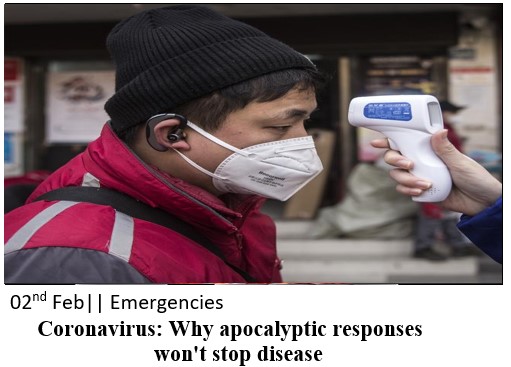 02nd Feb|| Emergencies
Coronavirus: Why apocalyptic responses
won't stop disease